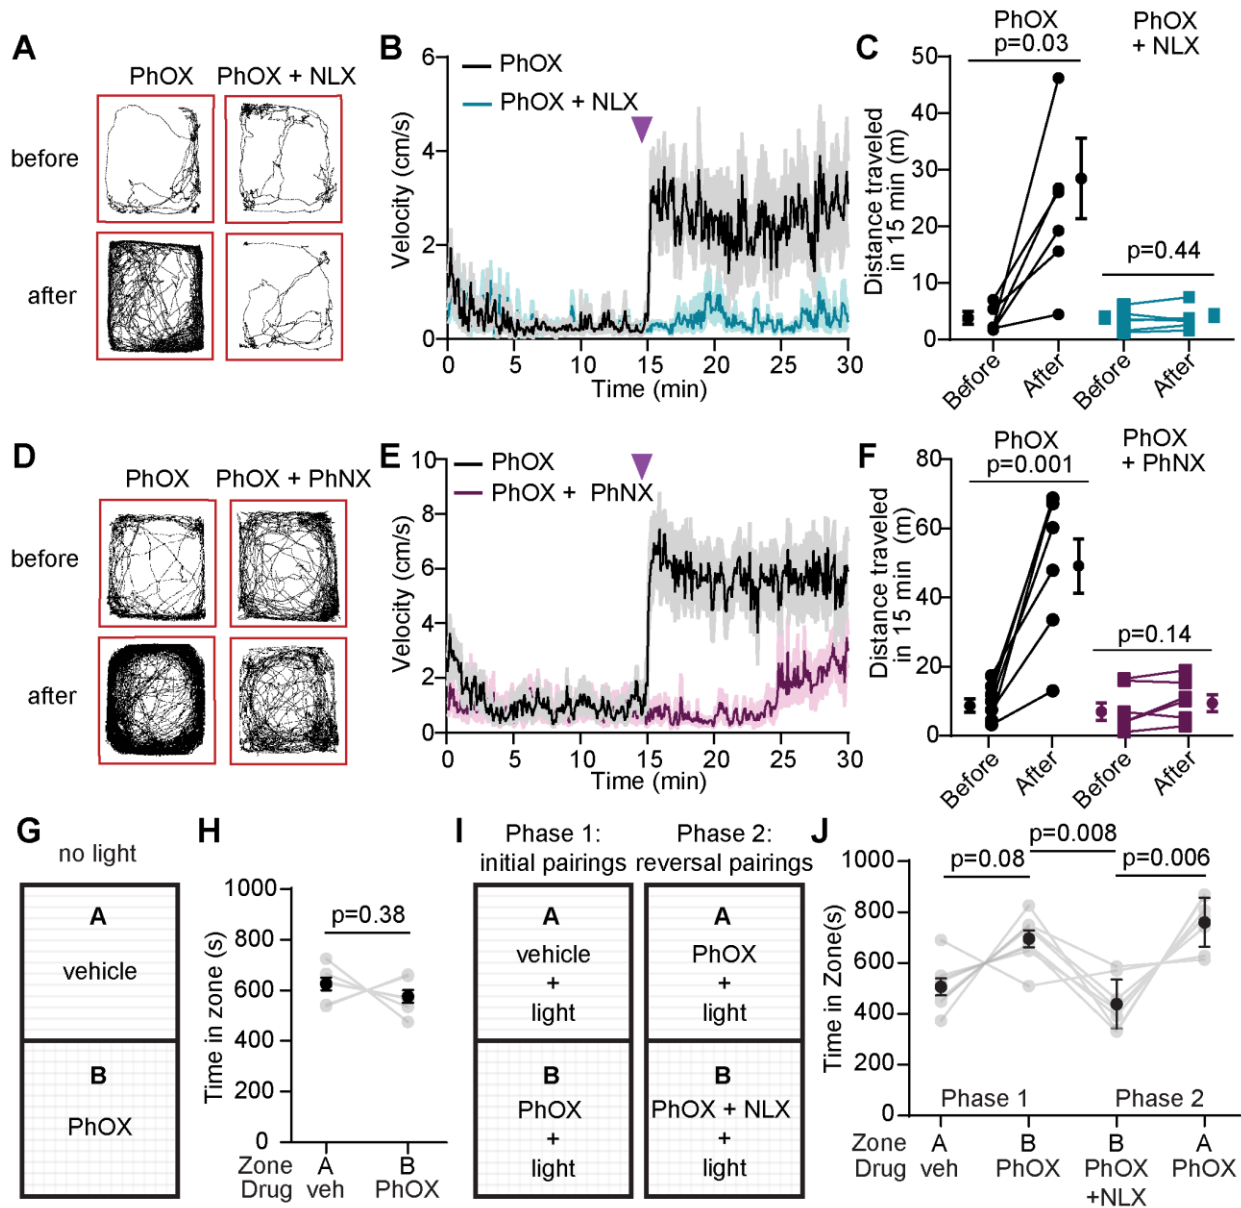 A
PhOX
PhOX + NLX
before
after
B
PhOX
PhOX + NLX
Velocity (cm/s)
6
4
2
0
0
5
10
15
20
25
30
Time (min)
C
PhOX
p=0.03
PhOX
+ NLX
p=0.44
Distance traveled
in 15 min (m)
50
40
30
20
10
0
Before
After
Before
After
D
PhOX
PhOX + PhNX
before
after
E
PhOX
PhOX + PhNX
Velocity (cm/s)
10
8
6
4
2
0
0
5
10
15
20
25
30
Time (min)
F
PhOX
p=0.001
PhOX
+ PhNX
p=0.14
Distance traveled
in 15 min (m)
80
60
40
20
0
Before
After
Before
After
G
no light
A
vehicle
B
PhOX
H
p=0.38
Time in zone (s)
1000
800
600
400
200
0
Zone A B
Drug veh PhOX
I
Phase 1:
initial pairings
Phase 2:
reversal pairings
A
vehicle
+
light
B
PhOX
+
light
A
PhOX
+
light
B
PhOX + NLX
+
light
J
p=0.08
p=0.008
p=0.006
Time in Zone(s)
1000
800
600
400
200
0
Phase 1
Phase 2
Zone A B B A
Drug veh PhOX PhOX PhOX
+NLX